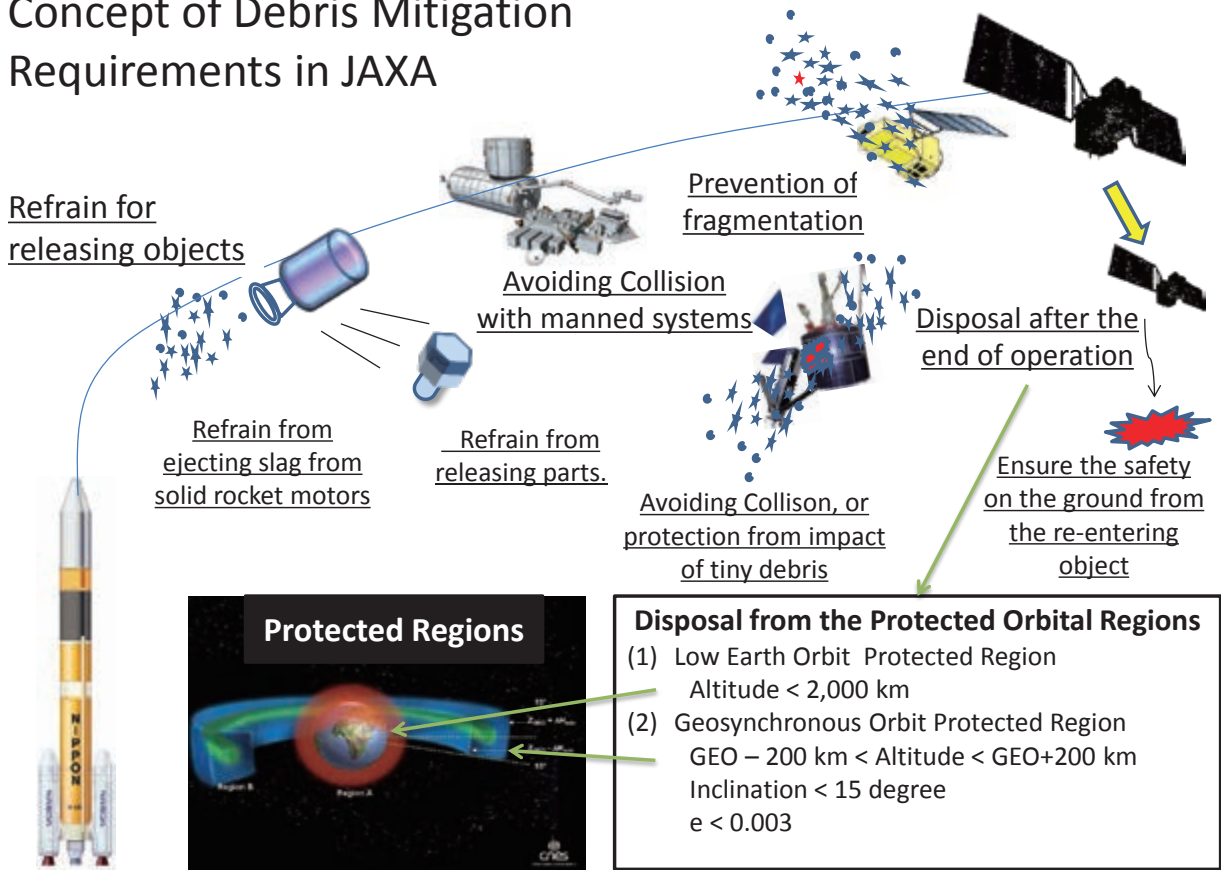 Concept of Debris Mitigation
Requirements in JAXA
Refrain for
releasing objects
Prevention of
fragmentation
Avoiding Collision
with manned systems
Disposal after the
end of operation
Refrain from
ejecting slag from
solid rocket motors
Refrain from
releasing parts.
Avoiding Collison, or
protection from impact
of tiny debris
Ensure the safety
on the ground from
the re-entering
object
NIPPON
Protected Regions
Region B
Region A
cnes
Disposal from the Protected Orbital Regions
(1) Low Earth Orbit Protected Region
Altitude < 2,000 km
(2) Geosynchronous Orbit Protected Region
GEO – 200 km < Altitude < GEO+200 km
Inclination < 15 degree
e < 0.003